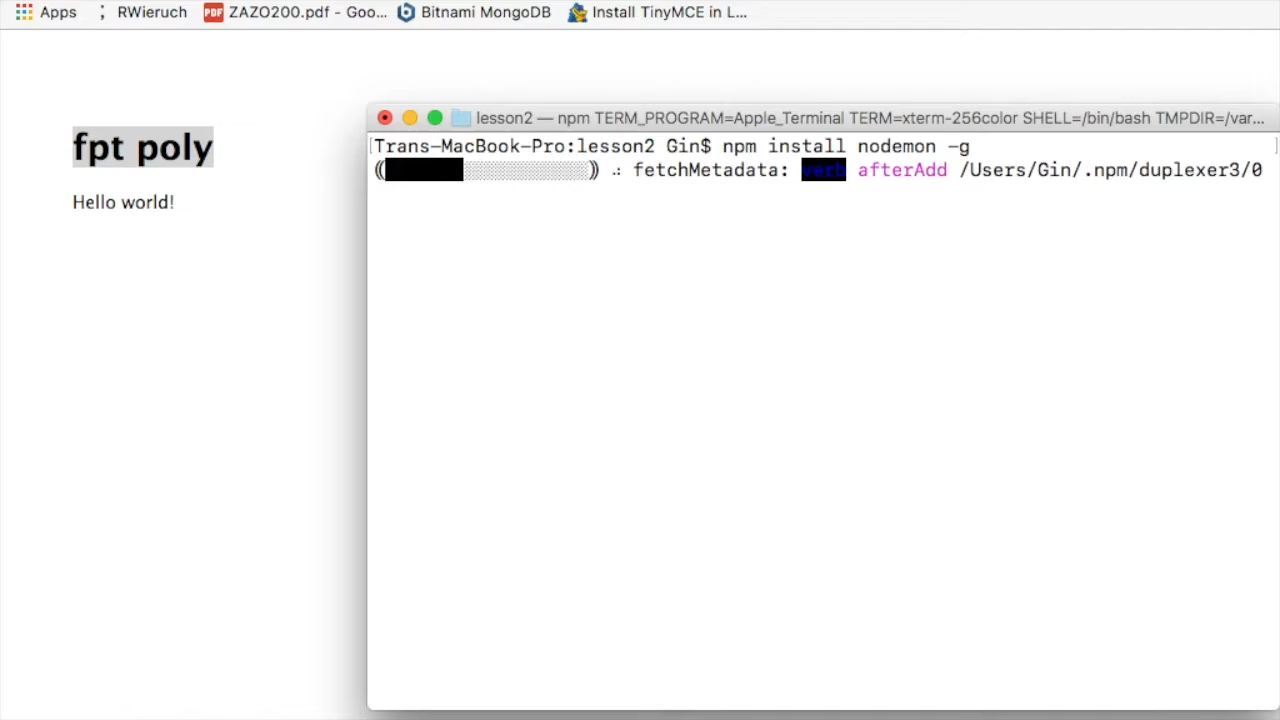 Apps
RWieruch
PDF ZAZO200.pdf - Goo...
Bitnami MongoDB
Install TinyMCE in L...
fpt poly
Hello world!
lesson2 — npm TERM_PROGRAM=Apple_Terminal TERM=xterm-256color SHELL=/bin/bash TMPDIR=/var...
Trans-MacBook-Pro:lesson2 Gin$ npm install nodemon -g
fetchMetadata: verb afterAdd /Users/Gin/.npm/duplexer3/0